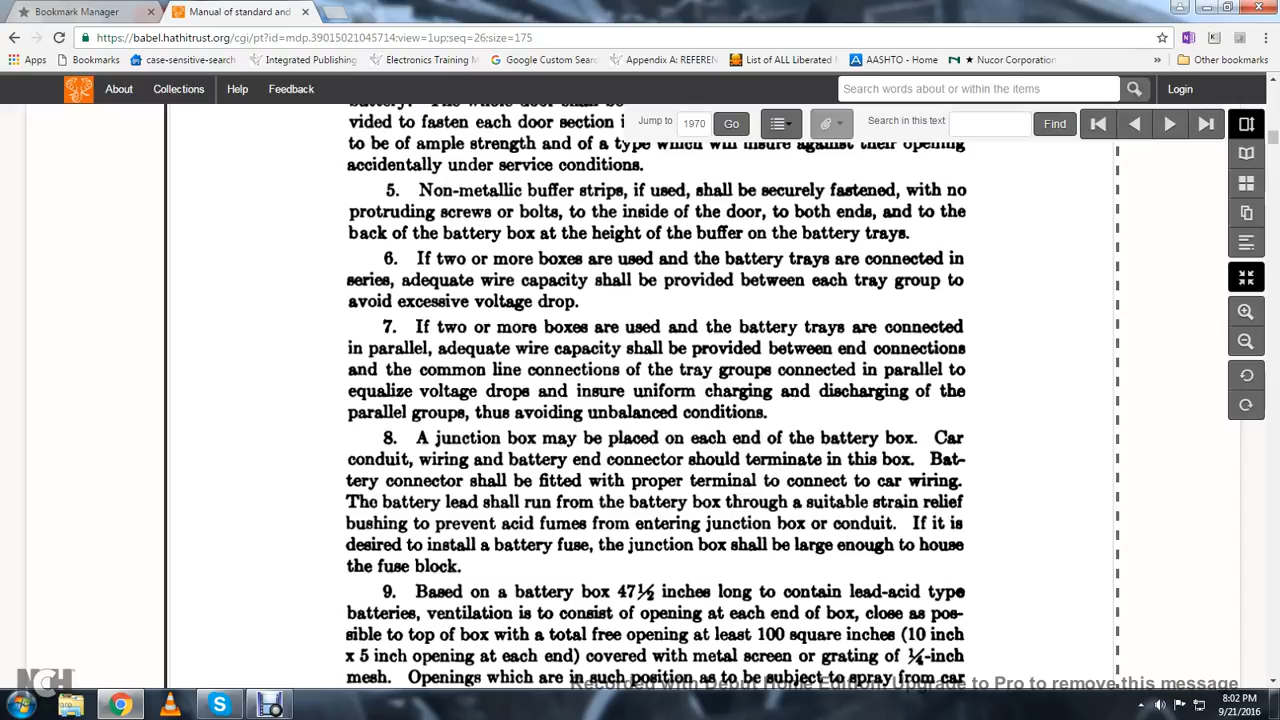 Bookmark Manager
Manual of standard and
https://babel.hathitrust.org/cgi/pt?id=mdp.39015021045714;view=1up;seq=26;size=175
Apps Bookmarks case-sensitive-search Integrated Publishing Electronics Training M Google Custom Sear Appendix A: REFEREN List of ALL Liberated AASHTO - Home ★ Nucor Corporation » Other bookmarks
About Collections Help Feedback Search words about or within the items Login
battery. The whole door shall be
vided to fasten each door section i
Jump to 1970 Go Search in this text Find
to be of ample strength and of a type which will insure against their opening
accidentally under service conditions.
5. Non-metallic buffer strips, if used, shall be securely fastened, with no
protruding screws or bolts, to the inside of the door, to both ends, and to the
back of the battery box at the height of the buffer on the battery trays.
6. If two or more boxes are used and the battery trays are connected in
series, adequate wire capacity shall be provided between each tray group to
avoid excessive voltage drop.
7. If two or more boxes are used and the battery trays are connected
in parallel, adequate wire capacity shall be provided between end connections
and the common line connections of the tray groups connected in parallel to
equalize voltage drops and insure uniform charging and discharging of the
parallel groups, thus avoiding unbalanced conditions.
8. A junction box may be placed on each end of the battery box. Car
conduit, wiring and battery end connector should terminate in this box. Bat-
tery connector shall be fitted with proper terminal to connect to car wiring.
The battery lead shall run from the battery box through a suitable strain relief
bushing to prevent acid fumes from entering junction box or conduit. If it is
desired to install a battery fuse, the junction box shall be large enough to house
the fuse block.
9. Based on a battery box 47½ inches long to contain lead-acid type
batteries, ventilation is to consist of opening at each end of box, close as pos-
sible to top of box with a total free opening at least 100 square inches (10 inch
x 5 inch opening at each end) covered with metal screen or grating of ¼-inch
mesh. Openings which are in such position as to be subject to spray from car
NCH
Recorded with Debut Home Edition. Upgrade to Pro to remove this message
8:02 PM
9/21/2016